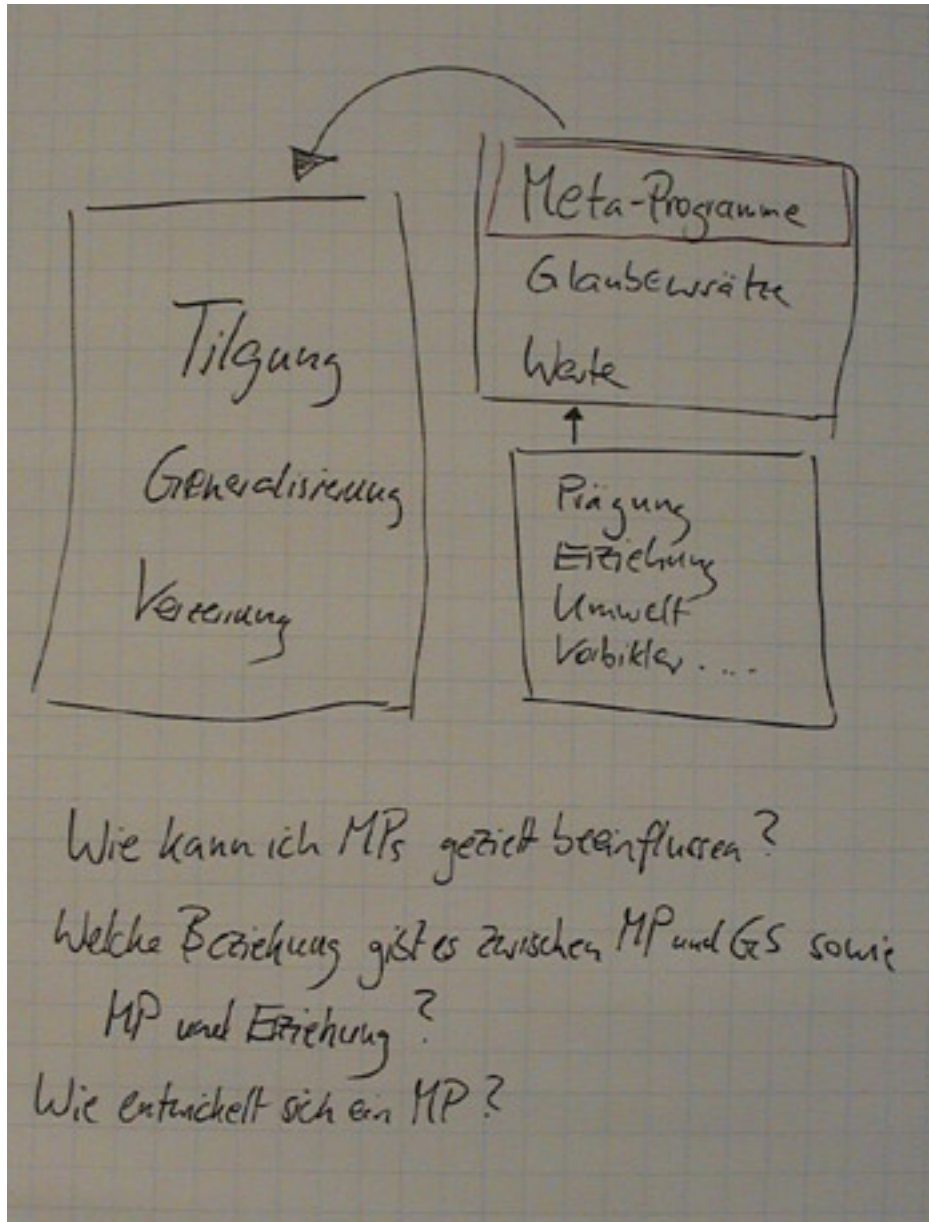 Tilgung
Generalisierung
Verzerrung
Meta-Programme
Glaubenssätze
Werte
Prägung
Erziehung
Umwelt
Vorbilder ....
Wie kann ich MPs gezielt beeinflussen?
Welche Beziehung gibt es zwischen MP und GS sowie
MP und Erziehung?
Wie entwickelt sich ein MP?